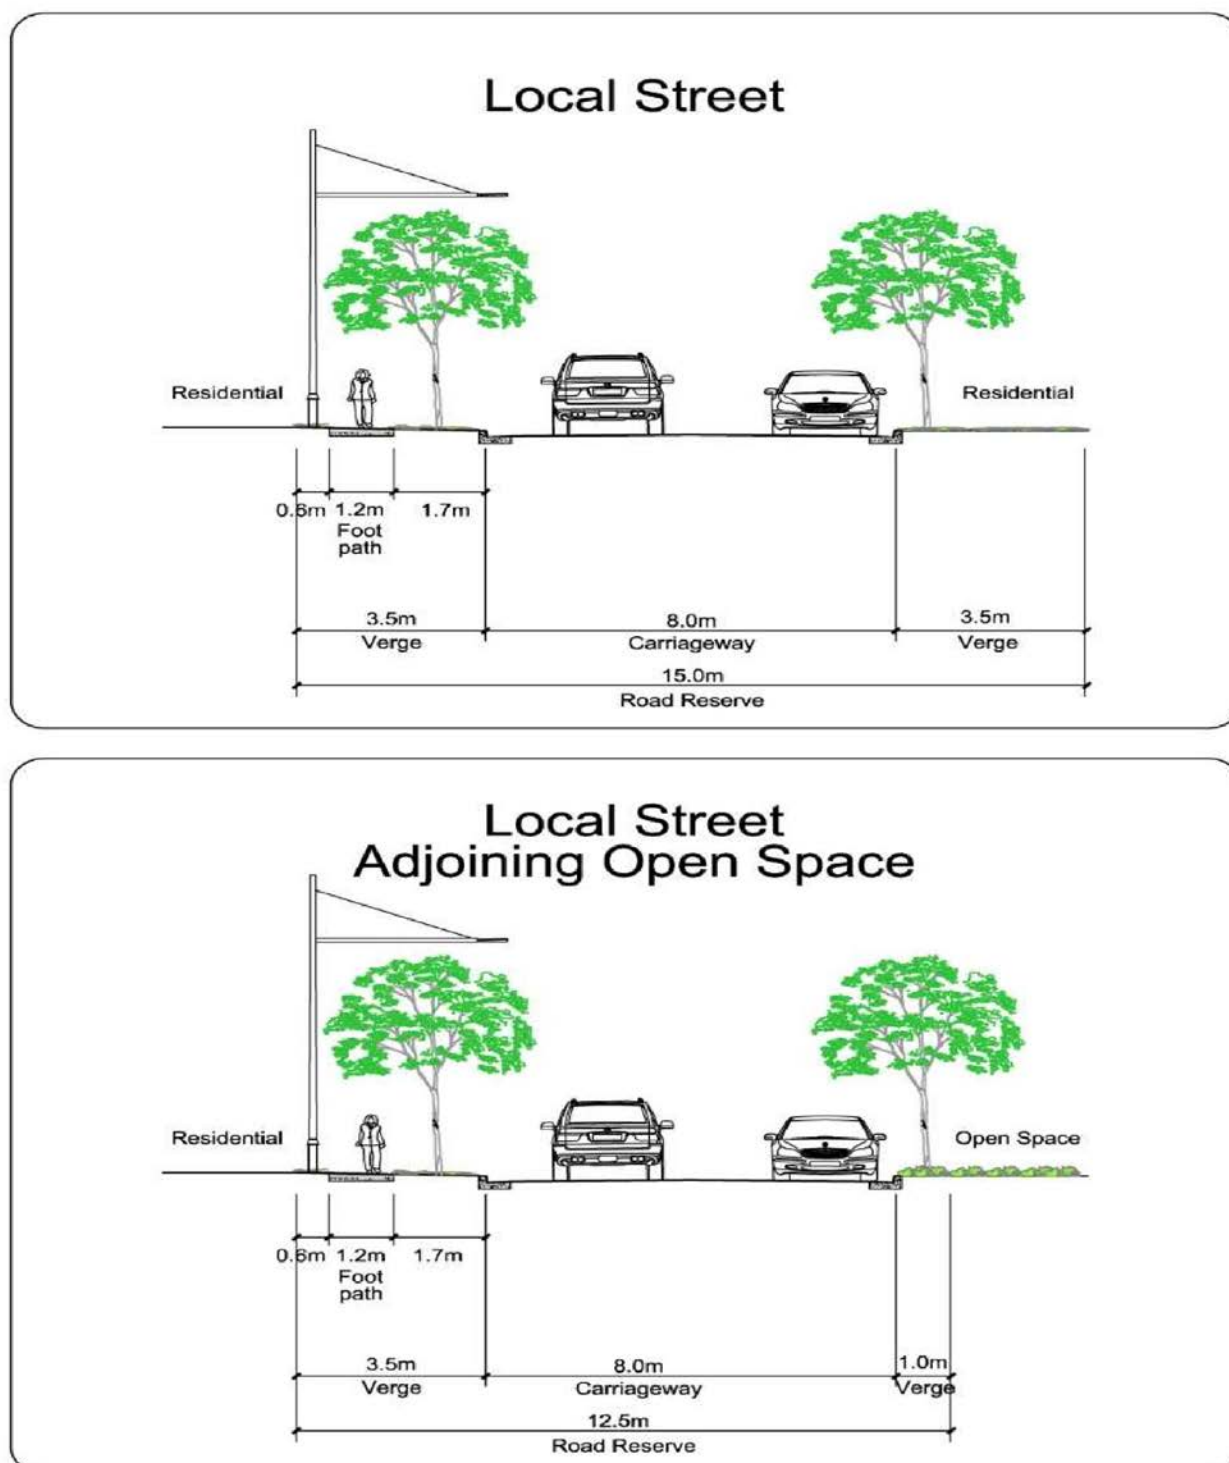 Local Street
Residential
Residential
0.6m 1.2m 1.7m
Foot
path
3.5m 8.0m 3.5m
Verge Carriageway Verge
15.0m
Road Reserve
Local Street
Adjoining Open Space
Residential
Open Space
0.6m 1.2m 1.7m
Foot
path
3.5m 8.0m 1.0m
Verge Carriageway Verge
12.5m
Road Reserve